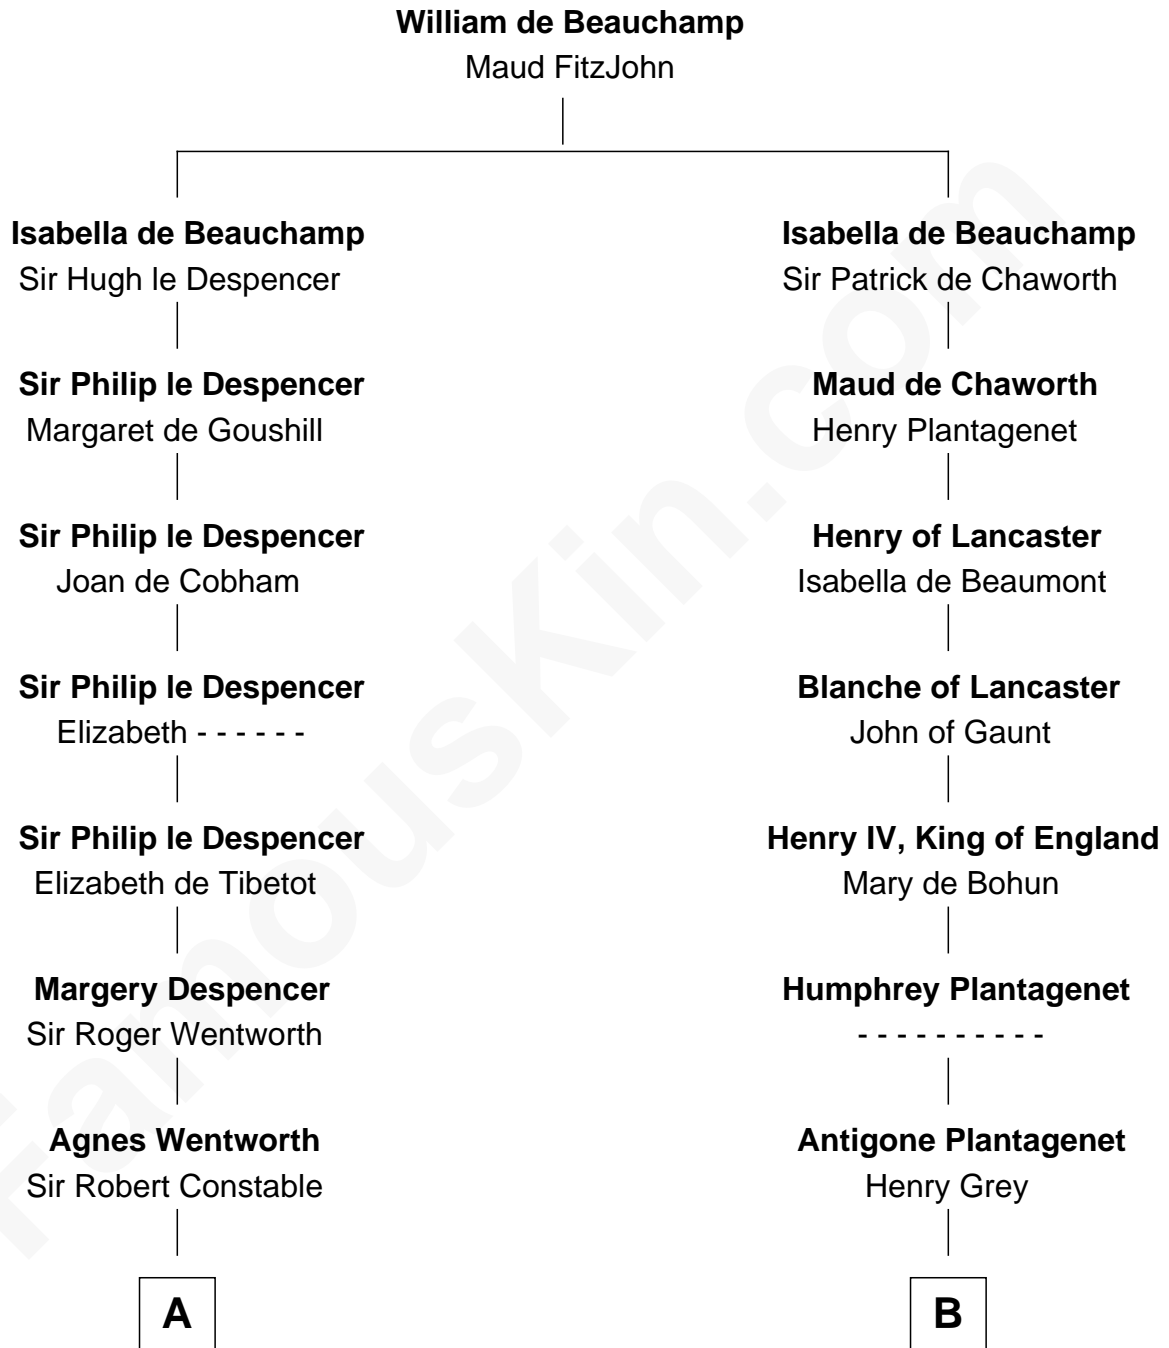 William de Beauchamp
Maud FitzJohn
Isabella de Beauchamp
Sir Hugh le Despencer
Isabella de Beauchamp
Sir Patrick de Chaworth
Sir Philip le Despencer
Margaret de Goushill
Maud de Chaworth
Henry Plantagenet
Sir Philip le Despencer
Joan de Cobham
Henry of Lancaster
Isabella de Beaumont
Sir Philip le Despencer
Elizabeth - - - - - -
Blanche of Lancaster
John of Gaunt
Sir Philip le Despencer
Elizabeth de Tibetot
Henry IV, King of England
Mary de Bohun
Margery Despencer
Sir Roger Wentworth
Humphrey Plantagenet
- - - - - - - - - -
Agnes Wentworth
Sir Robert Constable
Antigone Plantagenet
Henry Grey
A
B
FamousKin.com